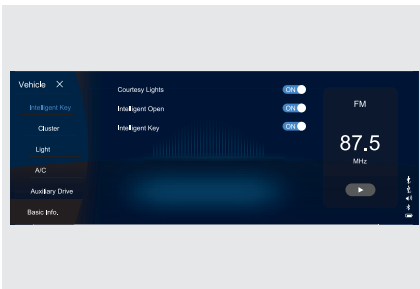 Vehicle X
Intelligent Key
Cluster
Light
A/C
Auxiliary Drive
Basic Info.
Courtesy Lights ON
Intelligent Open ON
Intelligent Key ON
FM
87.5
MHz